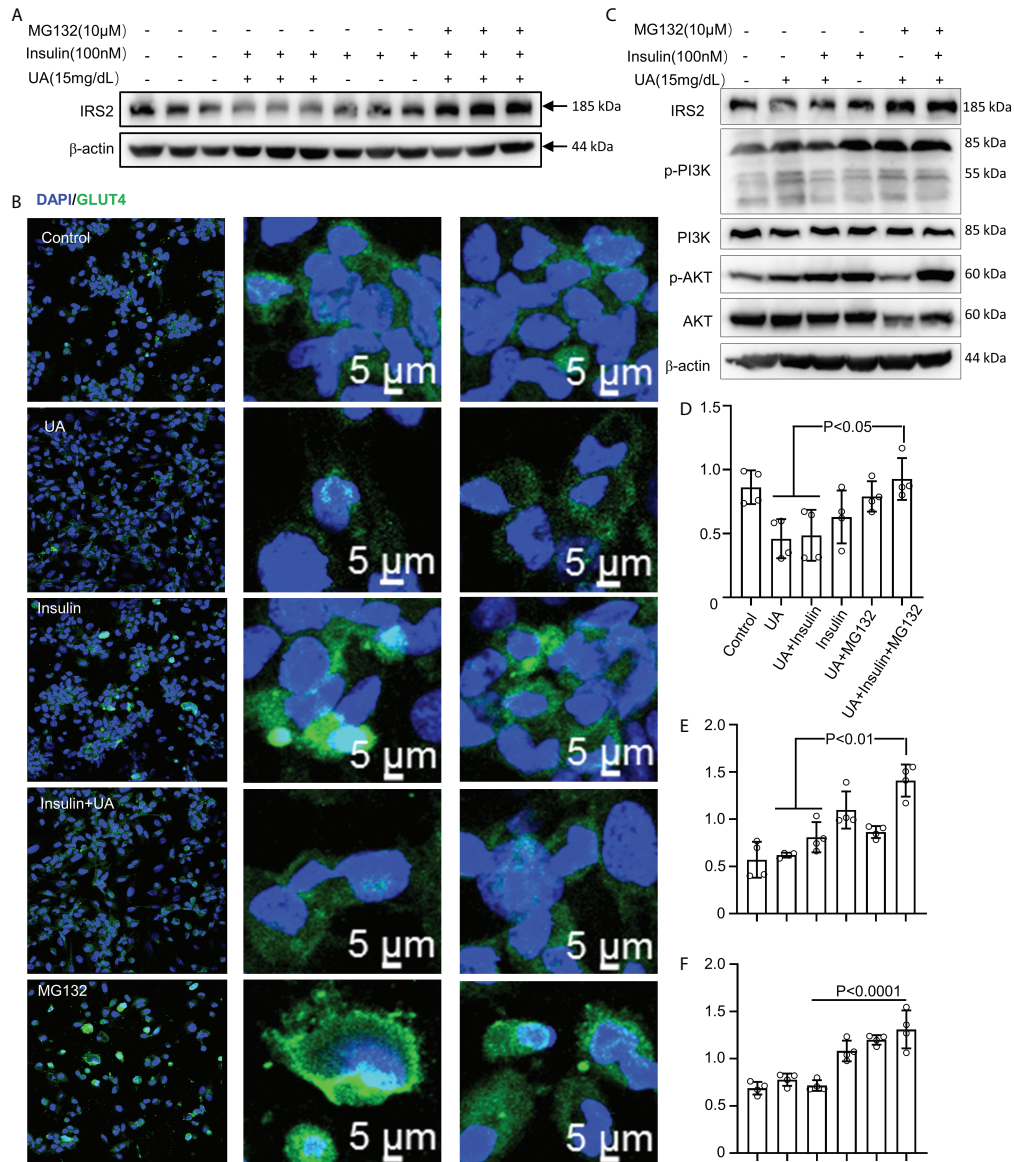 A
MG132(10μM) - - - - - - - - - + + +
Insulin(100nM) - - - + + + + + + + + +
UA(15mg/dL) - - - + + + - - - + + +
IRS2
185 kDa
β-actin
44 kDa
B
DAPI/GLUT4
Control
5 μm
5 μm
UA
5 μm
5 μm
Insulin
5 μm
5 μm
Insulin+UA
5 μm
5 μm
MG132
5 μm
5 μm
C
MG132(10μM) - - - - + +
Insulin(100nM) - - + + - +
UA(15mg/dL) - + + - + +
IRS2
185 kDa
p-PI3K
85 kDa
55 kDa
PI3K
85 kDa
p-AKT
60 kDa
AKT
60 kDa
β-actin
44 kDa
D
1.5
1.0
0.5
0
P<0.05
Control
UA
UA+Insulin
Insulin
UA+MG132
UA+Insulin+MG132
E
2.0
1.5
1.0
0.5
0
P<0.01
F
2.0
1.5
1.0
0.5
0
P<0.0001